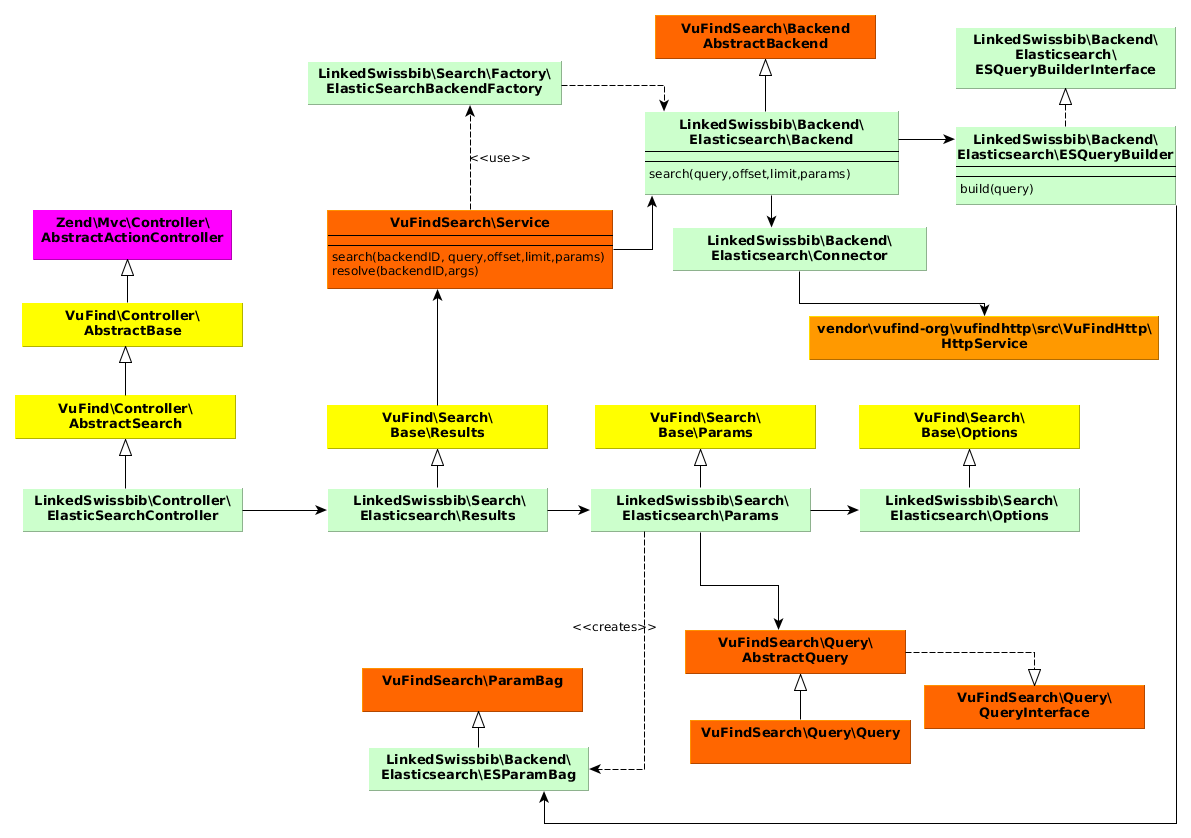 VuFindSearch\Backend
AbstractBackend
LinkedSwissbib\Backend\
Elasticsearch\
ESQueryBuilderInterface
LinkedSwissbib\Search\Factory\
ElasticSearchBackendFactory
LinkedSwissbib\Backend\
Elasticsearch\Backend
search(query,offset,limit,params)
LinkedSwissbib\Backend\
Elasticsearch\ESQueryBuilder
build(query)
<<use>>
Zend\Mvc\Controller\
AbstractActionController
VuFindSearch\Service
search(backendID, query,offset,limit,params)
resolve(backendID,args)
LinkedSwissbib\Backend\
Elasticsearch\Connector
VuFind\Controller\
AbstractBase
vendor\vufind-org\vufindhttp\src\VuFindHttp\
HttpService
VuFind\Controller\
AbstractSearch
VuFind\Search\
Base\Results
VuFind\Search\
Base\Params
VuFind\Search\
Base\Options
LinkedSwissbib\Controller\
ElasticSearchController
LinkedSwissbib\Search\
Elasticsearch\Results
LinkedSwissbib\Search\
Elasticsearch\Params
LinkedSwissbib\Search\
Elasticsearch\Options
<<creates>>
VuFindSearch\Query\
AbstractQuery
VuFindSearch\ParamBag
VuFindSearch\Query\
QueryInterface
VuFindSearch\Query\Query
LinkedSwissbib\Backend\
Elasticsearch\ESParamBag